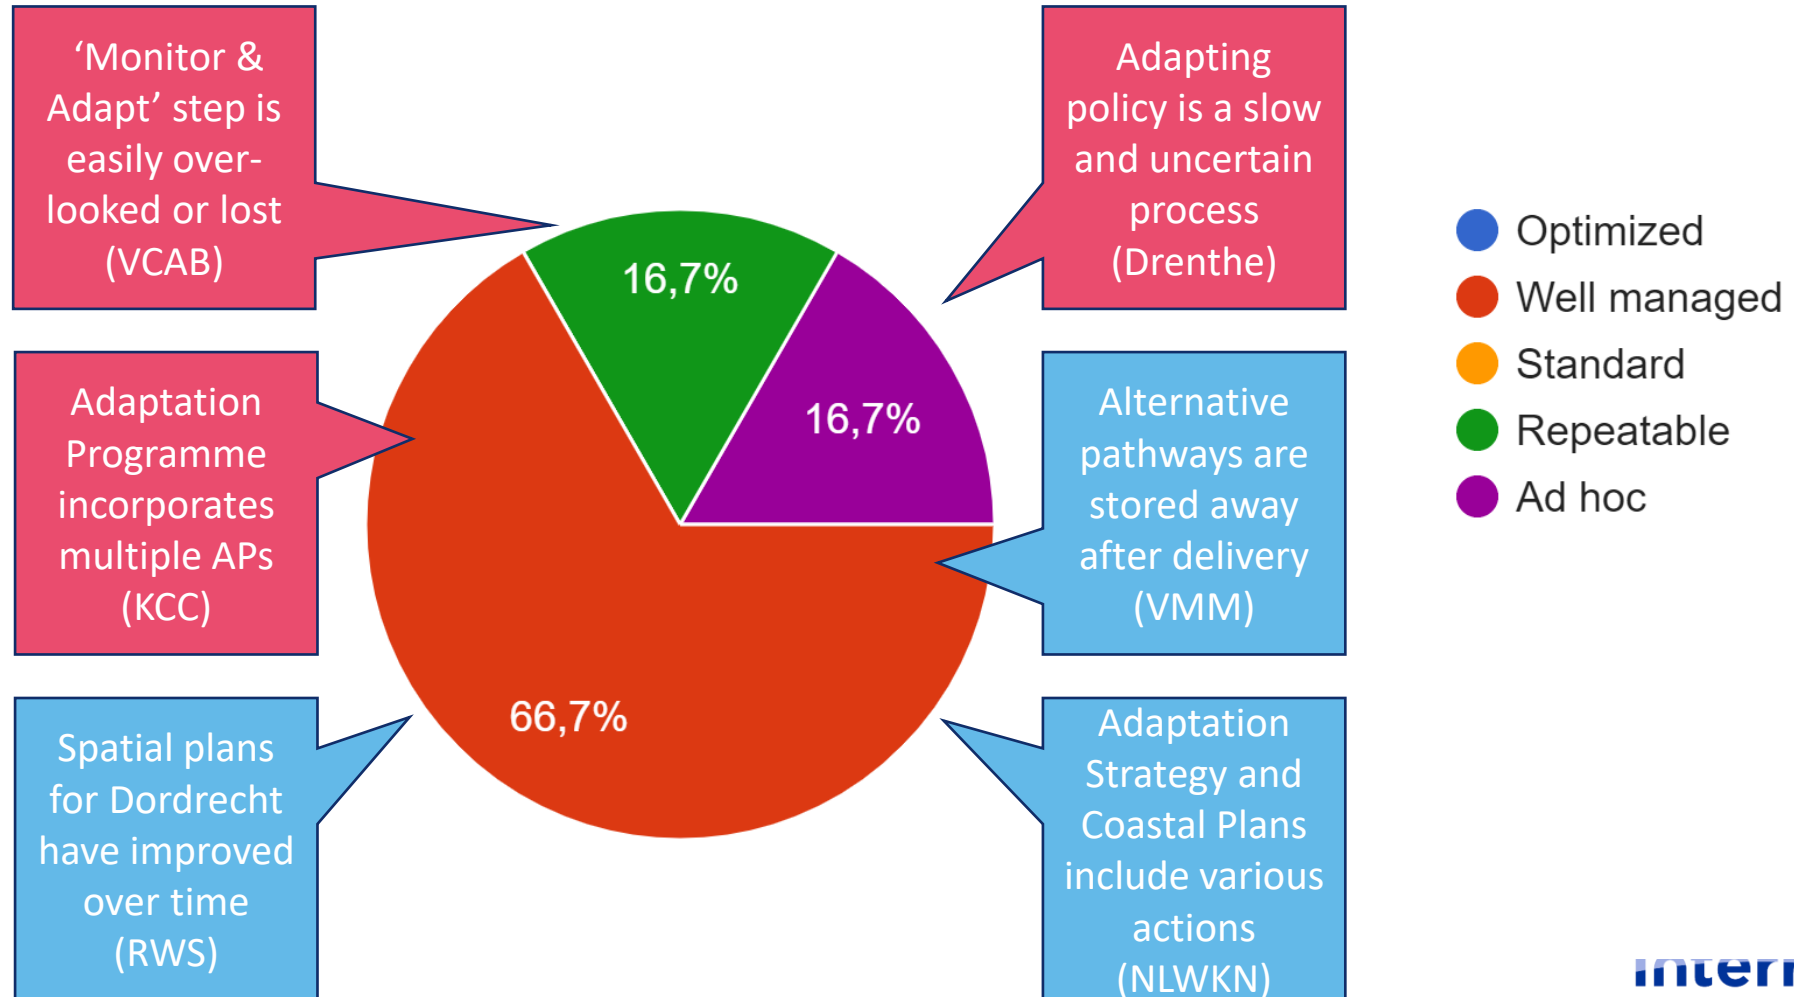 ‘Monitor &
Adapt’ step is
easily over-
looked or lost
(VCAB)
Adaptation
Programme
incorporates
multiple APs
(KCC)
Spatial plans
for Dordrecht
have improved
over time
(RWS)
16,7%
16,7%
66,7%
Adapting
policy is a slow
and uncertain
process
(Drenthe)
Alternative
pathways are
stored away
after delivery
(VMM)
Adaptation
Strategy and
Coastal Plans
include various
actions
(NLWKN)
Optimized
Well managed
Standard
Repeatable
Ad hoc